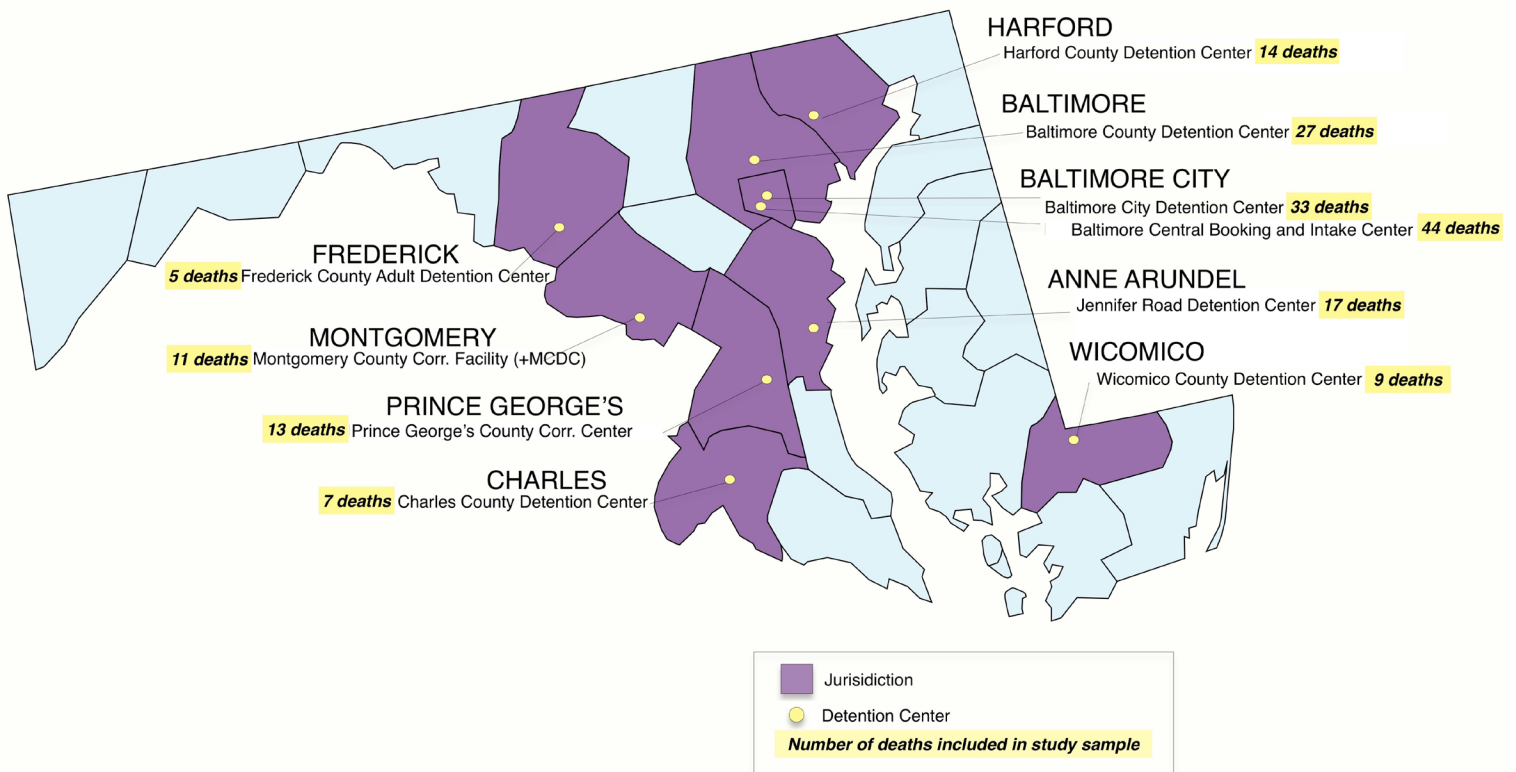 HARFORD
Harford County Detention Center 14 deaths
BALTIMORE
Baltimore County Detention Center 27 deaths
BALTIMORE CITY
Baltimore City Detention Center 33 deaths
Baltimore Central Booking and Intake Center 44 deaths
FREDERICK
5 deaths Frederick County Adult Detention Center
ANNE ARUNDEL
Jennifer Road Detention Center 17 deaths
MONTGOMERY
11 deaths Montgomery County Corr. Facility (+MCDC)
WICOMICO
Wicomico County Detention Center 9 deaths
PRINCE GEORGE'S
13 deaths Prince George's County Corr. Center
CHARLES
7 deaths Charles County Detention Center
Jurisidiction
Detention Center
Number of deaths included in study sample